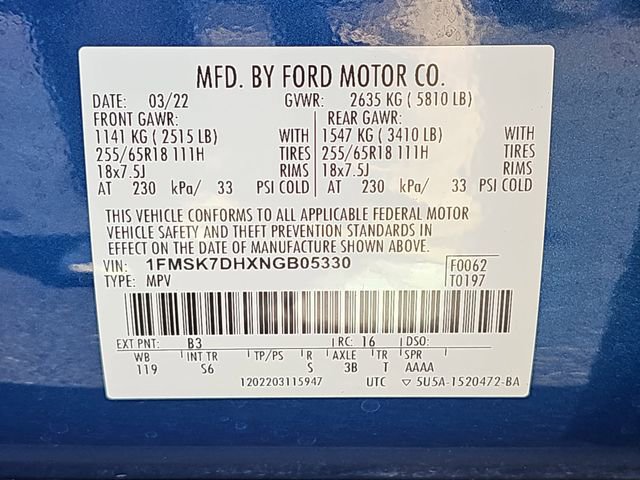 MFD. BY FORD MOTOR CO.
DATE: 03/22 GVWR: 2635 KG ( 5810 LB)
FRONT GAWR: REAR GAWR:
1141 KG ( 2515 LB) WITH 1547 KG ( 3410 LB) WITH
255/65R18 111H TIRES 255/65R18 111H TIRES
18x7.5J RIMS 18x7.5J RIMS
AT 230 kPa/ 33 PSI COLD AT 230 kPa/ 33 PSI COLD
THIS VEHICLE CONFORMS TO ALL APPLICABLE FEDERAL MOTOR
VEHICLE SAFETY AND THEFT PREVENTION STANDARDS IN
EFFECT ON THE DATE OF MANUFACTURE SHOWN ABOVE.
VIN: 1FMSK7DHXNGB05330 F0062
TYPE: MPV T0197
EXT PNT: B3 RC: 16 DSO:
WB INT TR TP/PS R AXLE TR SPR
119 S6 S 3B T AAAA
1202203115947 UTC ▽ 5U5A-1520472-BA